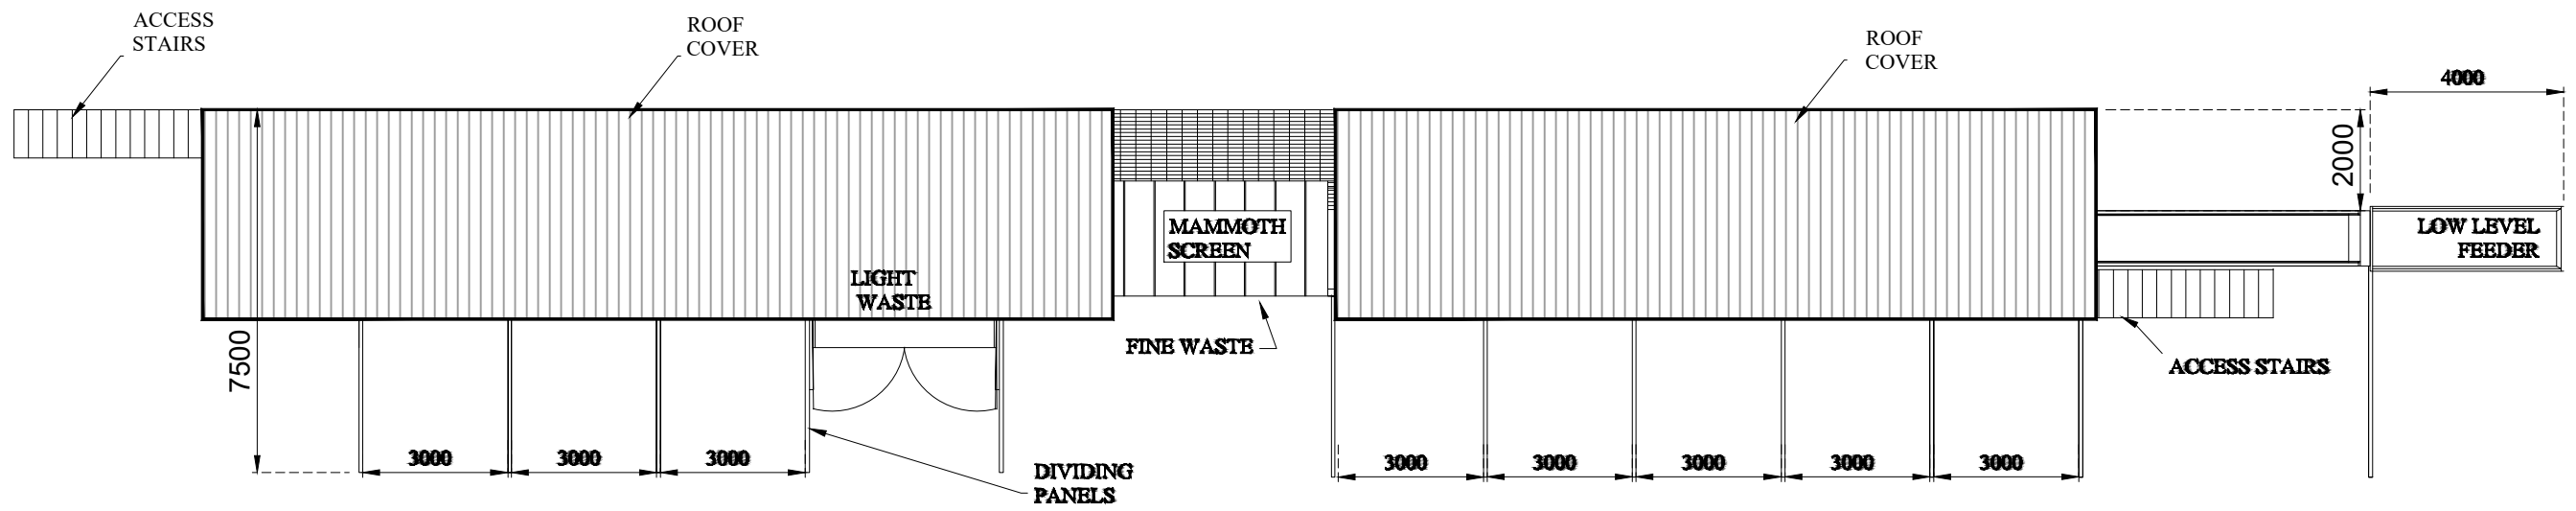 ACCESS
STAIRS
ROOF
COVER
ROOF
COVER
4000
2000
MAMMOTH
SCREEN
LOW LEVEL
FEEDER
LIGHT
WASTE
FINE WASTE
7500
ACCESS STAIRS
3000
3000
3000
3000
3000
3000
3000
3000
DIVIDING
PANELS